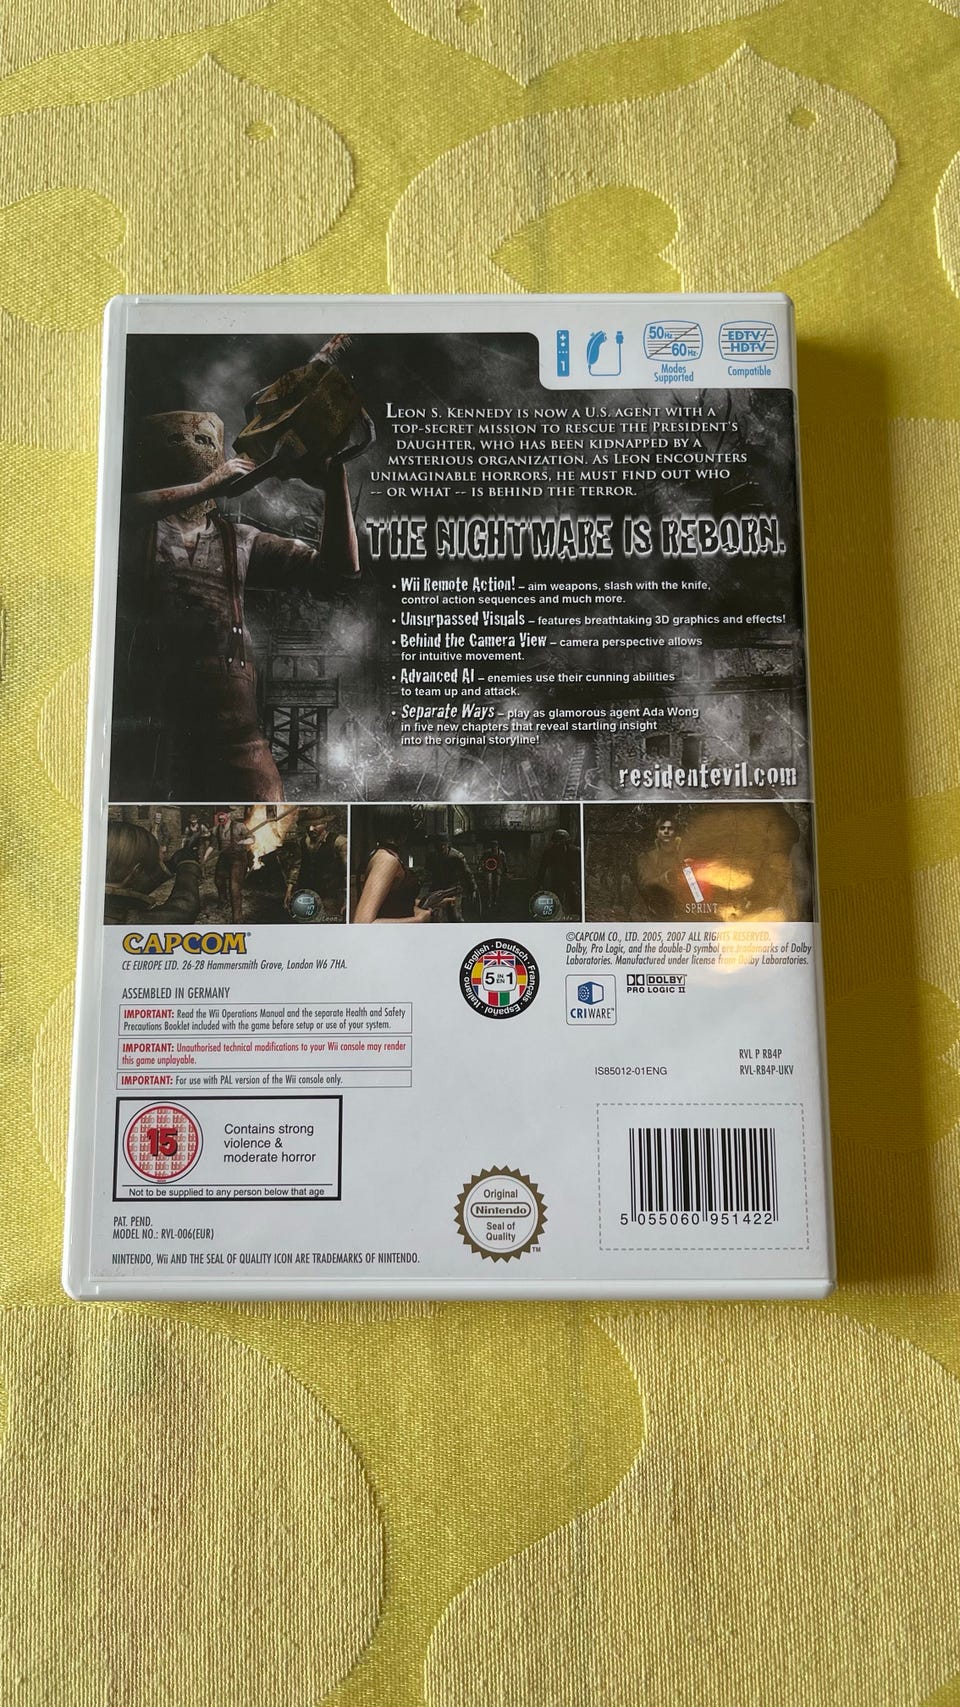 1
50Hz
60Hz
Modes
Supported
EDTV/
HDTV
Compatible
Leon S. Kennedy is now a U.S. agent with a
top-secret mission to rescue the President's
daughter, who has been kidnapped by a
mysterious organization. As Leon encounters
unimaginable horrors, he must find out who
-- or what -- is behind the terror.
THE NIGHTMARE IS REBORN.
• Wii Remote Action! – aim weapons, slash with the knife,
control action sequences and much more.
• Unsurpassed Visuals – features breathtaking 3D graphics and effects!
• Behind the Camera View – camera perspective allows
for intuitive movement.
• Advanced AI – enemies use their cunning abilities
to team up and attack.
• Separate Ways – play as glamorous agent Ada Wong
in five new chapters that reveal startling insight
into the original storyline!
residentevil.com
SPRINT
CAPCOM
CE EUROPE LTD. 26-28 Hammersmith Grove, London W6 7HA.
ASSEMBLED IN GERMANY
IMPORTANT: Read the Wii Operations Manual and the separate Health and Safety
Precautions Booklet included with the game before setup or use of your system.
IMPORTANT: Unauthorised technical modifications to your Wii console may render
this game unplayable.
IMPORTANT: For use with PAL version of the Wii console only.
English • Deutsch • Français • Español • Italiano
5 IN EN 1
©CAPCOM CO., LTD. 2005, 2007 ALL RIGHTS RESERVED.
Dolby, Pro Logic, and the double-D symbol are trademarks of Dolby
Laboratories. Manufactured under license from Dolby Laboratories.
CRIWARE™
DOLBY
PRO LOGIC II
IS85012-01ENG
RVL P RB4P
RVL-RB4P-UKV
15
Contains strong
violence &
moderate horror
Not to be supplied to any person below that age
PAT. PEND.
MODEL NO.: RVL-006(EUR)
NINTENDO, Wii AND THE SEAL OF QUALITY ICON ARE TRADEMARKS OF NINTENDO.
Original
Nintendo
Seal of
Quality
TM
5 055060 951422